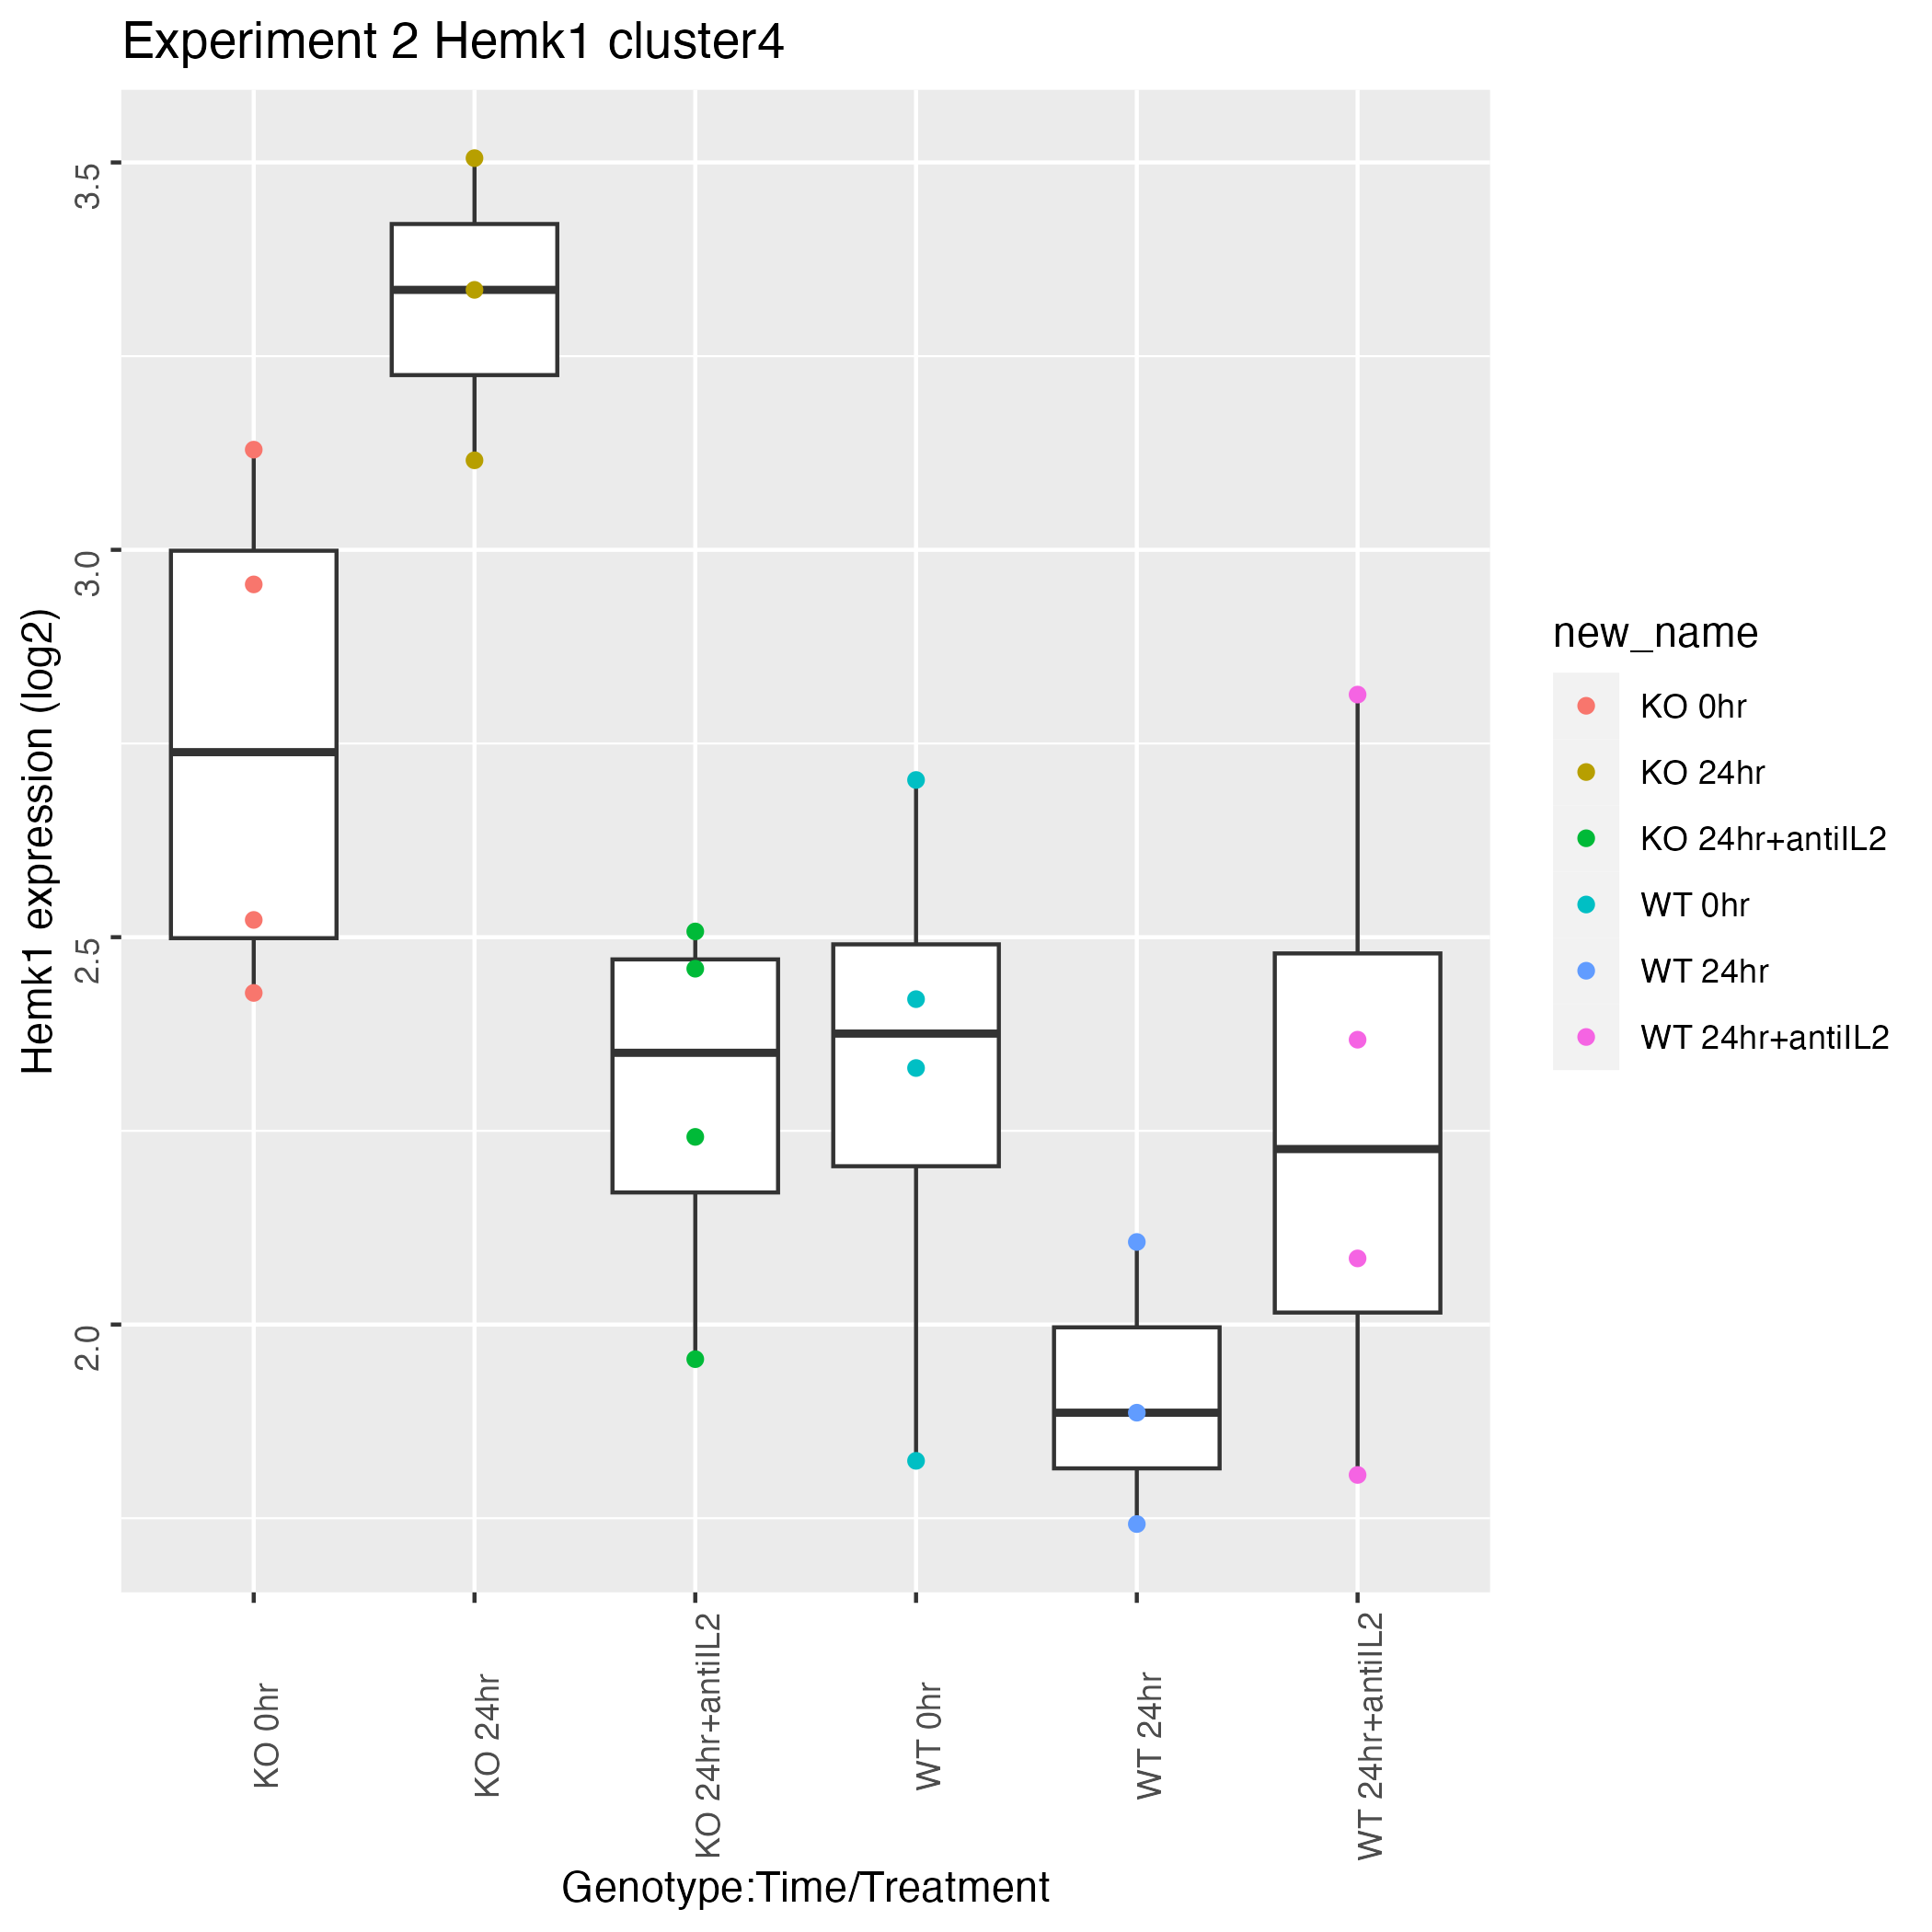 Experiment 2 Hemk1 cluster4
Hemk1 expression (log2)
3.5
3.0
2.5
2.0
KO 0hr
KO 24hr
KO 24hr+antiIL2
WT 0hr
WT 24hr
WT 24hr+antiIL2
Genotype:Time/Treatment
new_name
KO 0hr
KO 24hr
KO 24hr+antiIL2
WT 0hr
WT 24hr
WT 24hr+antiIL2